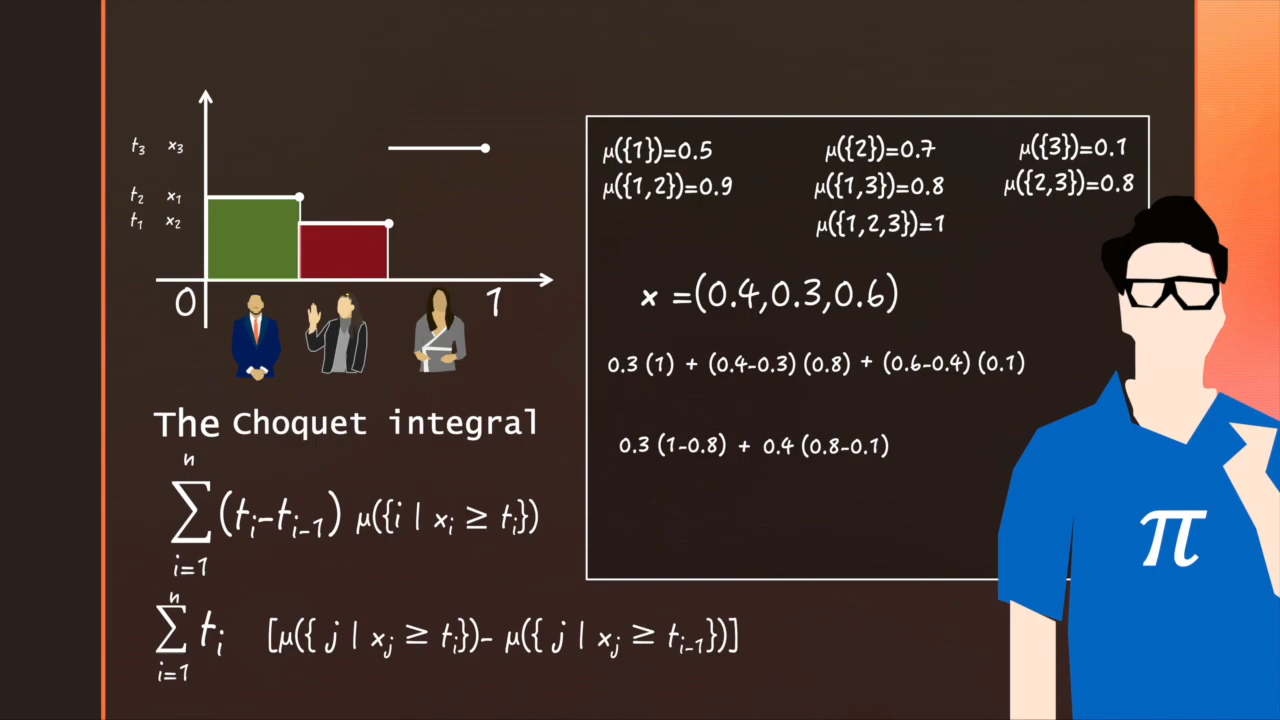 t₃ x₃
t₂ x₁
t₁ x₂
0 1
The Choquet integral
n
∑ (tᵢ-tᵢ₋₁) μ({i | xᵢ ≥ tᵢ})
i=1
n
∑ tᵢ [μ({ j | xⱼ ≥ tᵢ})- μ({ j | xⱼ ≥ tᵢ₋₁})]
i=1
μ({1})=0.5 μ({2})=0.7 μ({3})=0.1
μ({1,2})=0.9 μ({1,3})=0.8 μ({2,3})=0.8
μ({1,2,3})=1
x =(0.4,0.3,0.6)
0.3 (1) + (0.4-0.3) (0.8) + (0.6-0.4) (0.1)
0.3 (1-0.8) + 0.4 (0.8-0.1)
π